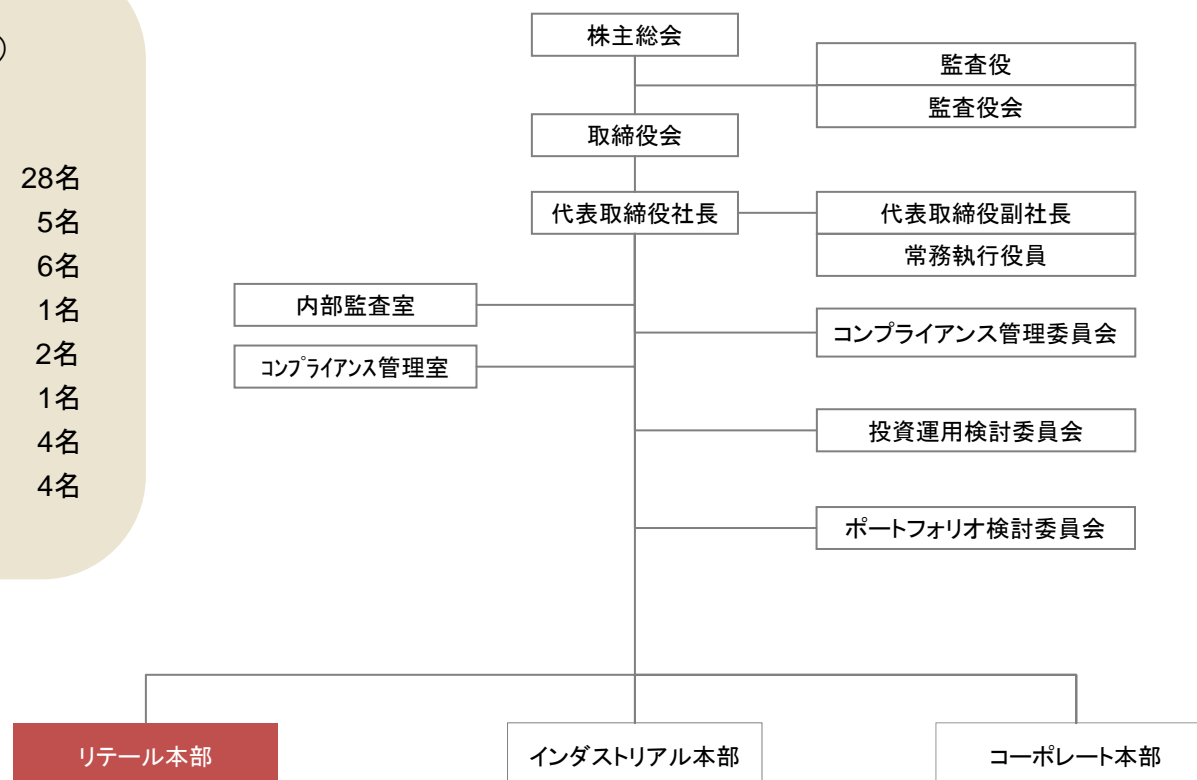 )
28名
5名
6名
1名
2名
1名
4名
4名
株主総会
監査役
監査役会
取締役会
代表取締役社長
代表取締役副社長
常務執行役員
内部監査室
コンプライアンス管理委員会
コンプライアンス管理室
投資運用検討委員会
ポートフォリオ検討委員会
リテール本部
インダストリアル本部
コーポレート本部